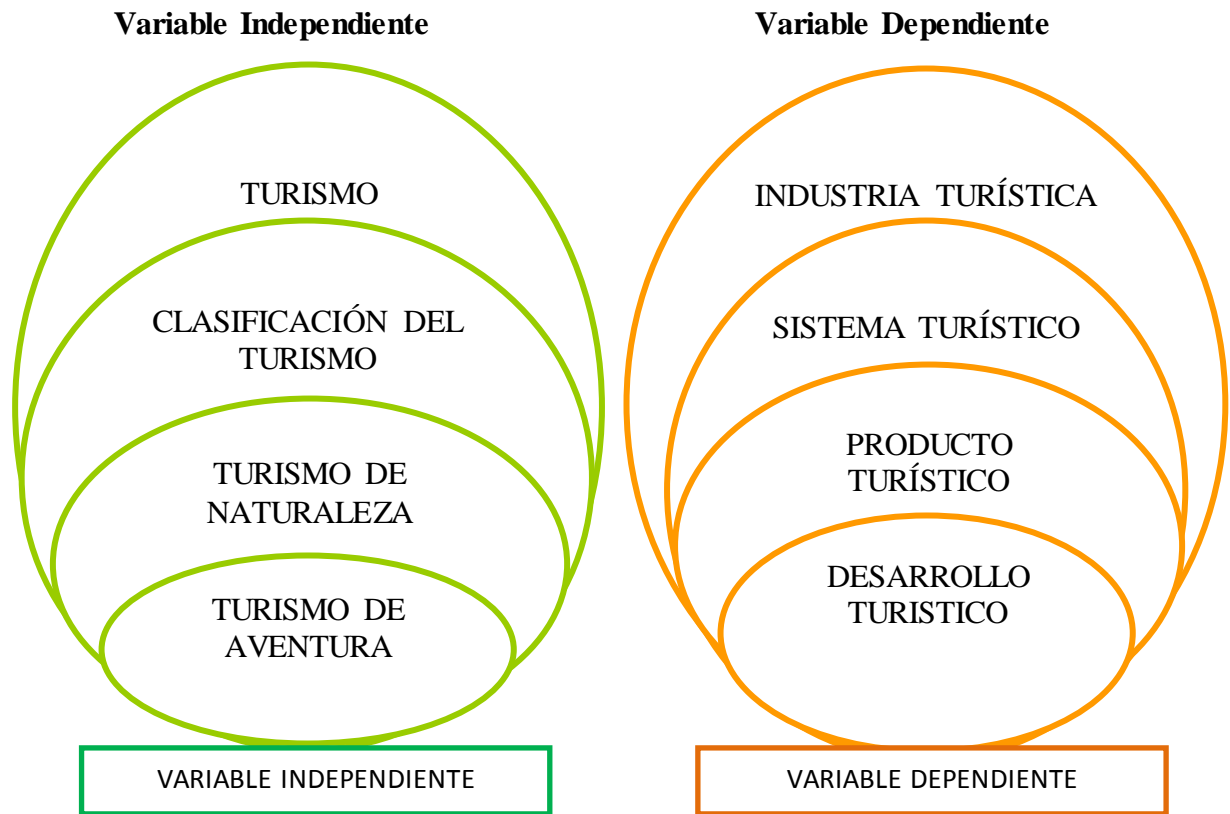 Variable Independiente
TURISMO
CLASIFICACIÓN DEL
TURISMO
TURISMO DE
NATURALEZA
TURISMO DE
AVENTURA
VARIABLE INDEPENDIENTE
Variable Dependiente
INDUSTRIA TURÍSTICA
SISTEMA TURÍSTICO
PRODUCTO
TURÍSTICO
DESARROLLO
TURISTICO
VARIABLE DEPENDIENTE